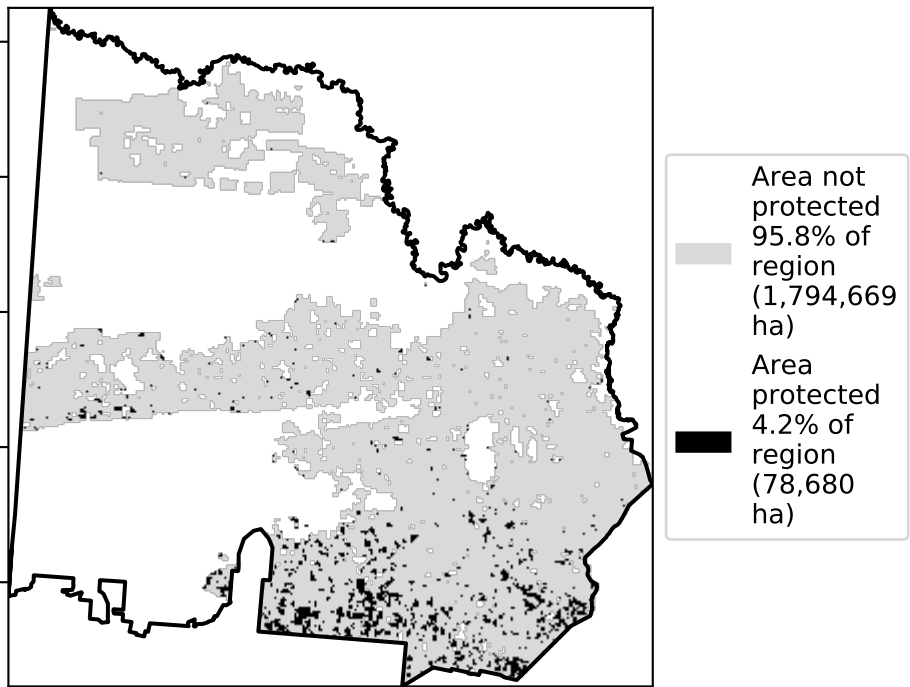 Area not
protected
95.8% of
region
(1,794,669
ha)
Area
protected
4.2% of
region
(78,680
ha)